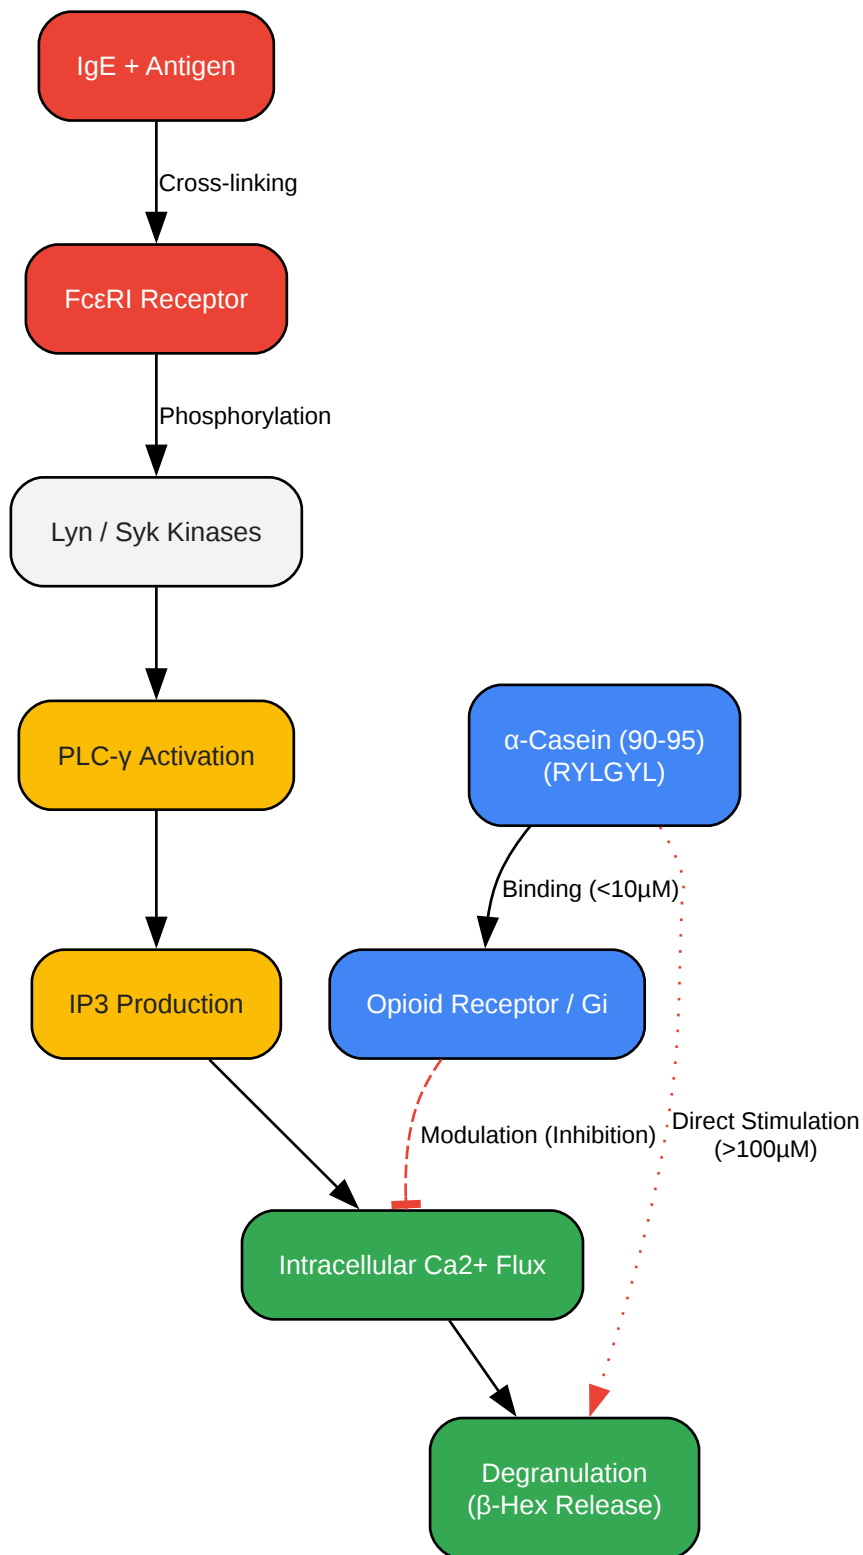 IgE + Antigen
Cross-linking
FcεRI Receptor
Phosphorylation
Lyn / Syk Kinases
PLC-γ Activation
α-Casein (90-95)
(RYLGYL)
Binding (<10µM)
IP3 Production
Opioid Receptor / Gi
Modulation (Inhibition)
Direct Stimulation
(>100µM)
Intracellular Ca2+ Flux
Degranulation
(β-Hex Release)